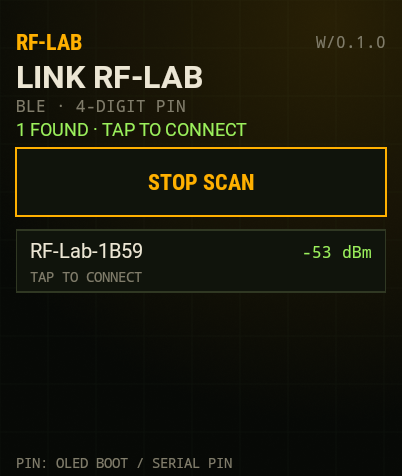 RF-LAB
W/0.1.0
LINK RF-LAB
BLE · 4-DIGIT PIN
1 FOUND · TAP TO CONNECT
STOP SCAN
RF-Lab-1B59
-53 dBm
TAP TO CONNECT
PIN: OLED BOOT / SERIAL PIN